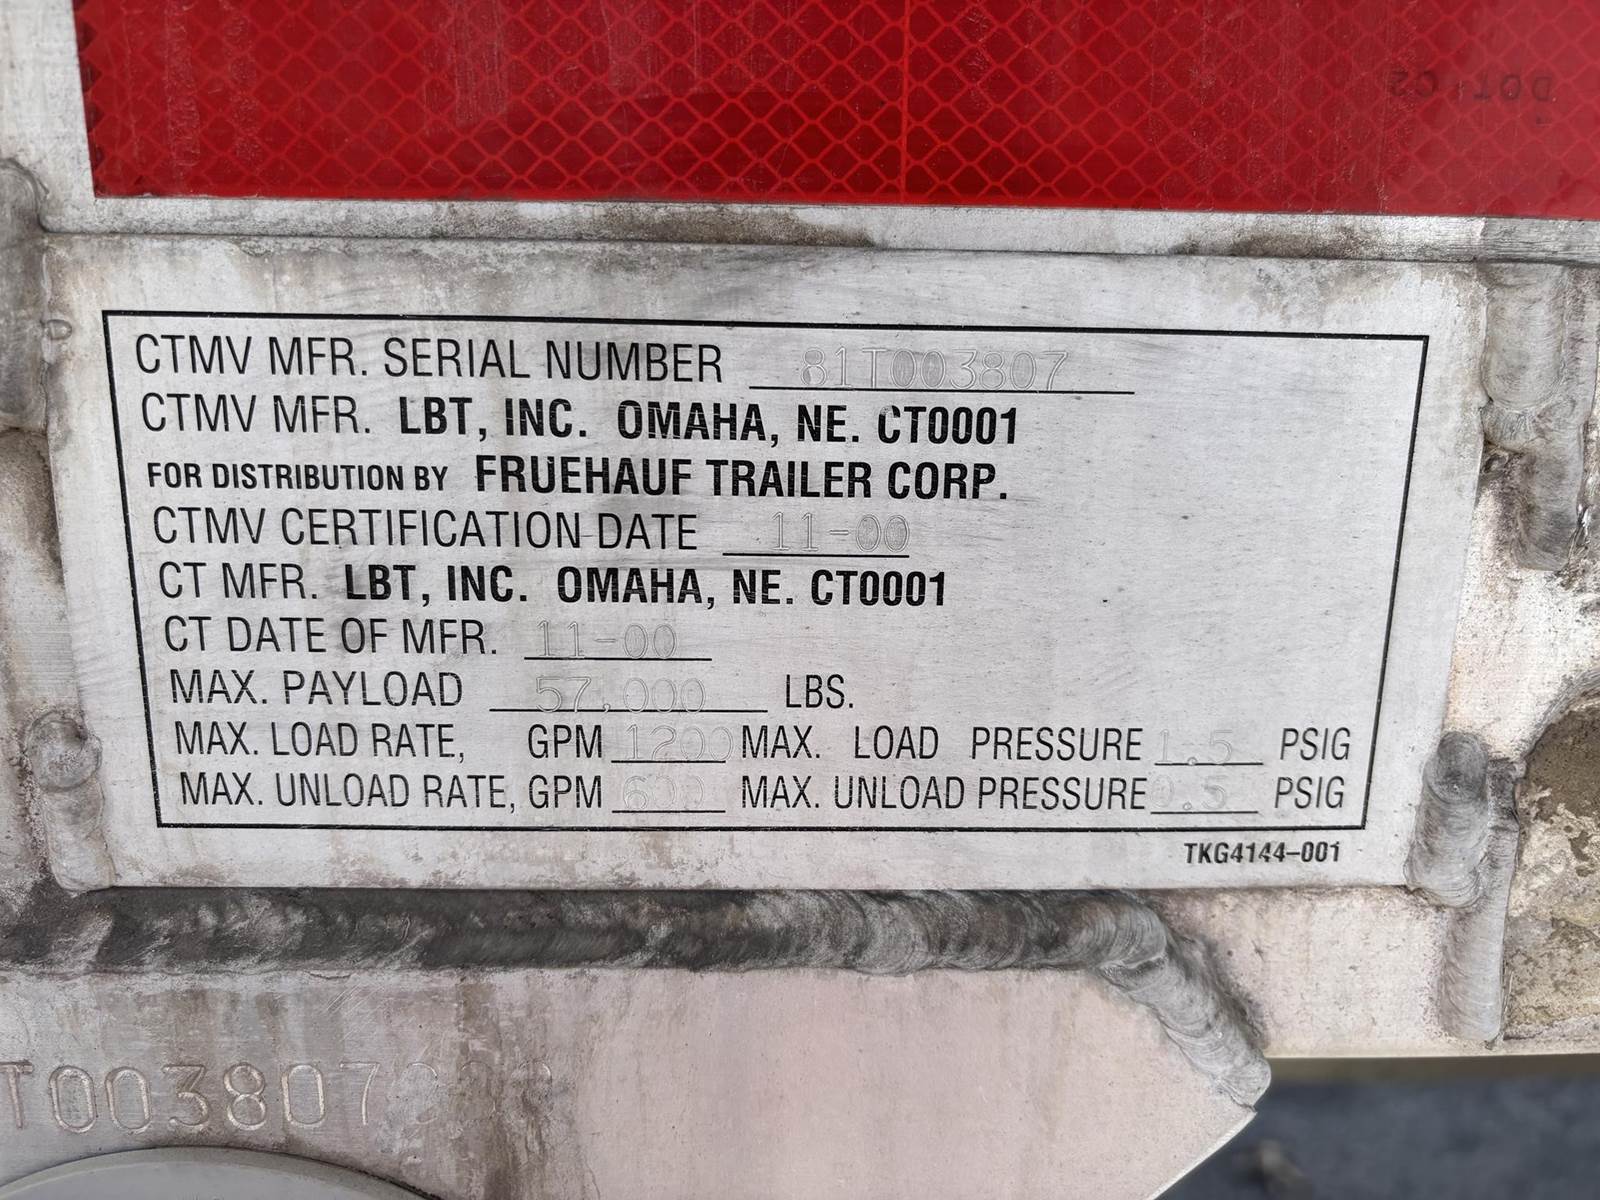 DOT-C2
CTMV MFR. SERIAL NUMBER 81T003807
CTMV MFR. LBT, INC. OMAHA, NE. CT0001
FOR DISTRIBUTION BY FRUEHAUF TRAILER CORP.
CTMV CERTIFICATION DATE 11-00
CT MFR. LBT, INC. OMAHA, NE. CT0001
CT DATE OF MFR. 11-00
MAX. PAYLOAD 57,000 LBS.
MAX. LOAD RATE, GPM 1200 MAX. LOAD PRESSURE 1.5 PSIG
MAX. UNLOAD RATE, GPM 600 MAX. UNLOAD PRESSURE 0.5 PSIG
TKG4144-001